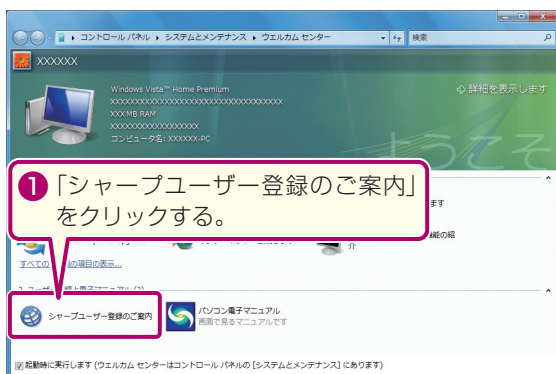 コントロール パネル ▸ システムとメンテナンス ▸ ウエルカム センター
検索
XXXXXX
Windows Vista™ Home Premium
詳細を表示します
XXXMB RAM
コンピュータ名: XXXXXX-PC
ようこそ
❶「シャープユーザー登録のご案内」
をクリックする。
ます
機能の紹
介
すべての
の項目の表示...
シャープユーザー登録のご案内
パソコン電子マニュアル
画面で見るマニュアルです
起動時に実行します (ウエルカム センターはコントロール パネルの [システムとメンテナンス] にあります)